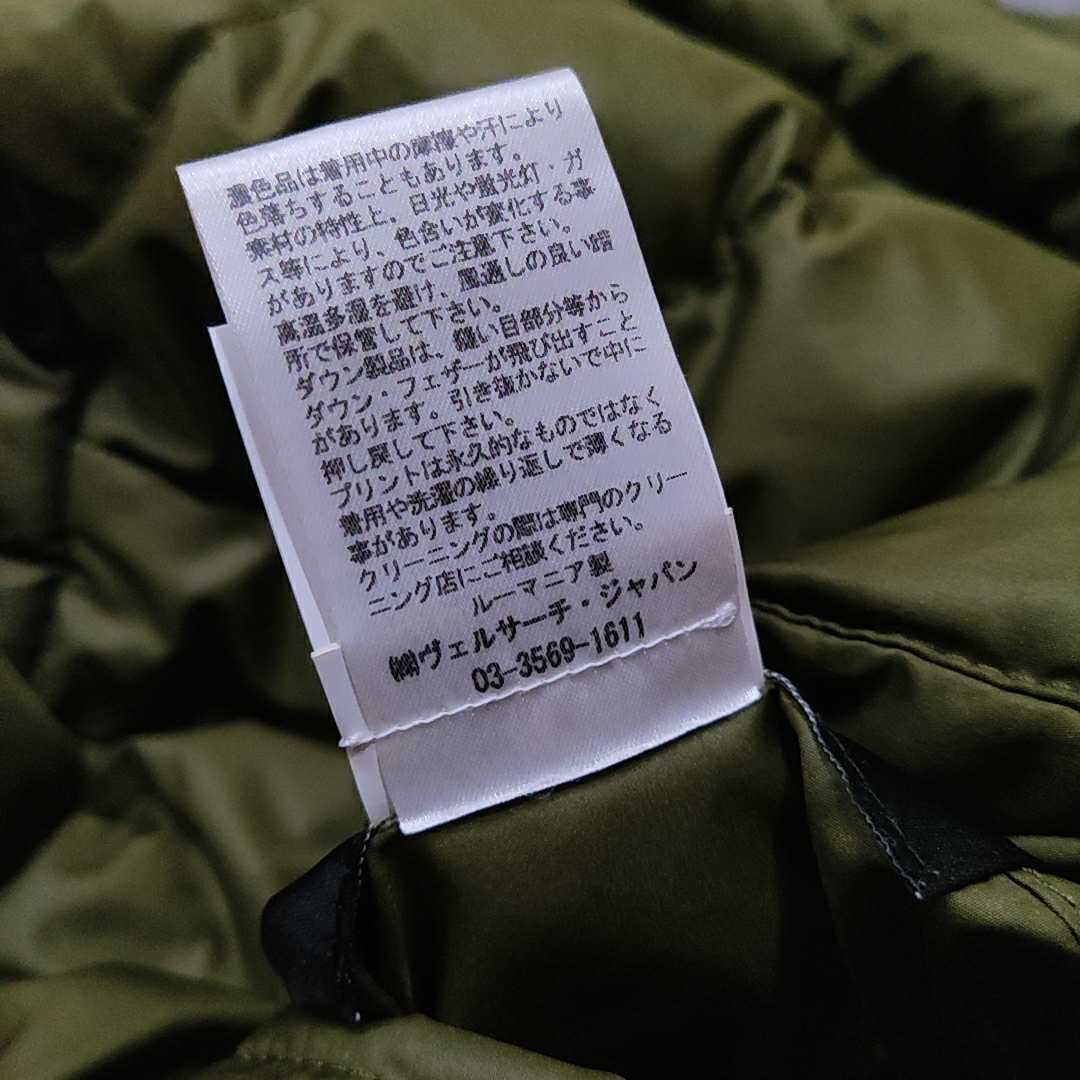 濃色品は着用中の摩擦や汗により
色落ちすることもあります。
素材の特性上、日光や蛍光灯・ガ
ス等により、色合いが変化する事
がありますのでご注意下さい。
高温多湿を避け、風通しの良い暗
所で保管して下さい。
ダウン製品は、縫い目部分等から
ダウン・フェザーが飛び出すこと
があります。引き抜かないで中に
押し戻して下さい。
プリントは永久的なものではなく
着用や洗濯の繰り返しで薄くなる
事があります。
クリーニングの際は専門のクリー
ニング店にご相談ください。
ルーマニア製
㈱ヴェルサーチ・ジャパン
03-3569-1611